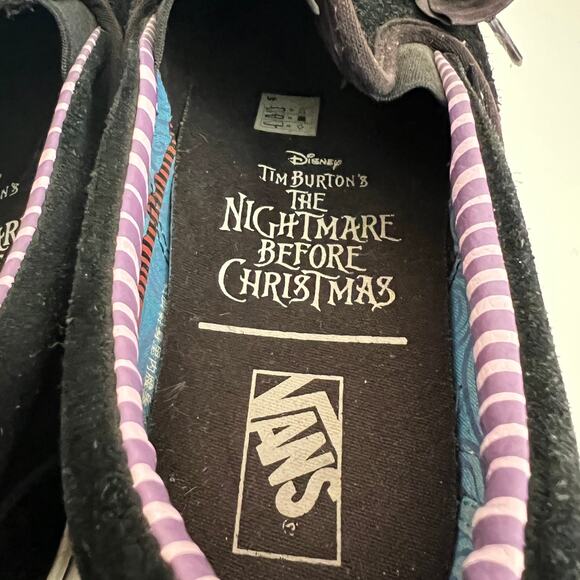 DISNEY
TIM BURTON'S
THE
NIGHTMARE
BEFORE
CHRISTMAS
VANS